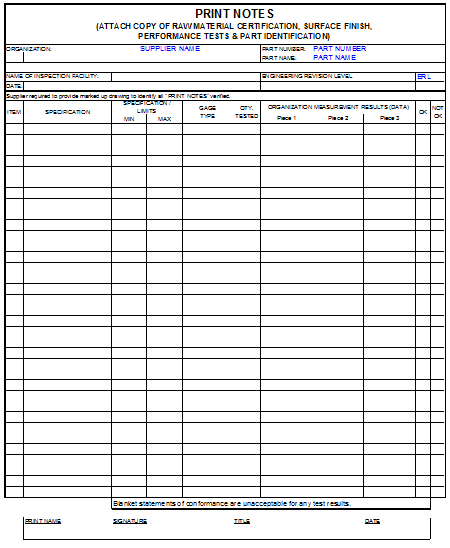 PRINT NOTES
(ATTACH COPY OF RAW MATERIAL CERTIFICATION, SURFACE FINISH,
PERFORMANCE TESTS & PART IDENTIFICATION)
ORGANIZATION: SUPPLIER NAME PART NUMBER: PART NUMBER
PART NAME: PART NAME
NAME OF INSPECTION FACILITY: ENGINEERING REVISION LEVEL ERL
DATE:
Supplier required to provide marked up drawing to identify all "PRINT NOTES" verified.
ITEM SPECIFICATION SPECIFICATION / LIMITS GAGE TYPE QTY. TESTED ORGANIZATION MEASUREMENT RESULTS (DATA) OK NOT OK
MIN MAX Piece 1 Piece 2 Piece 3
Blanket statements of conformance are unacceptable for any test results.
PRINT NAME SIGNATURE TITLE DATE